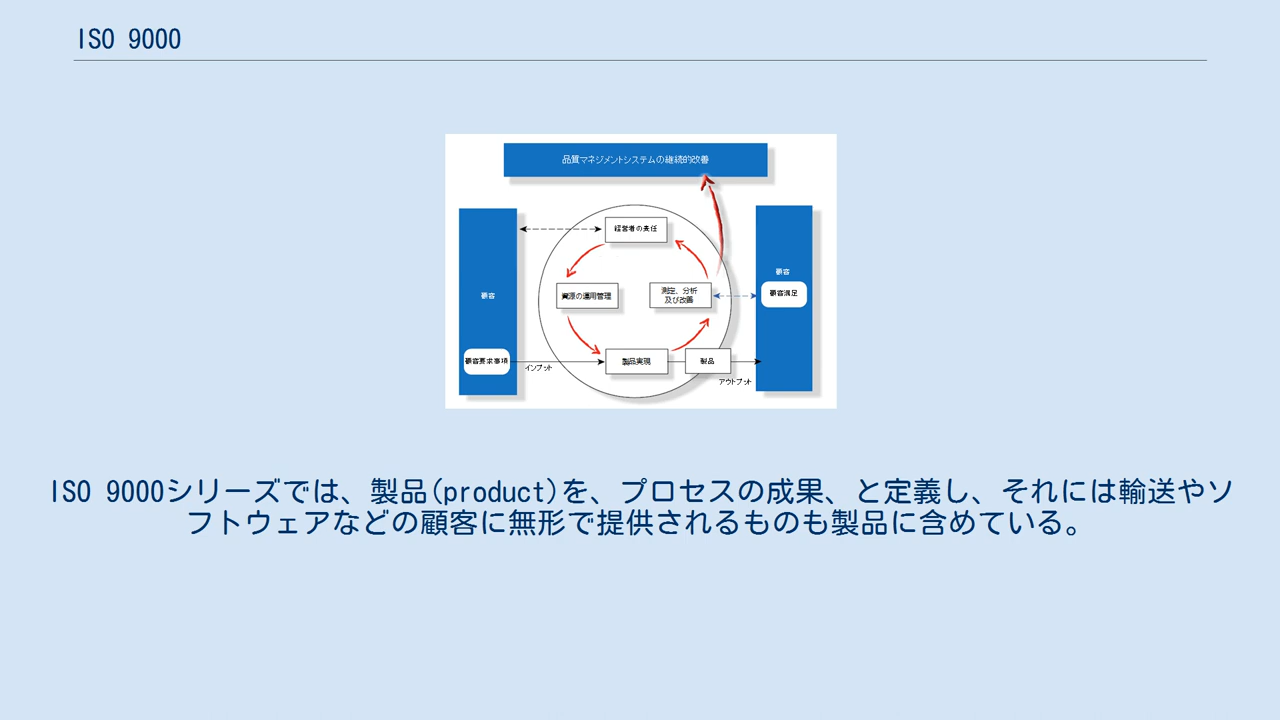 ISO 9000
品質マネジメントシステムの継続的改善
経営者の責任
顧客
顧客満足
測定、分析
及び改善
資源の運用管理
顧客
顧客要求事項
インプット
製品実現
製品
アウトプット
ISO 9000シリーズでは、製品(product)を、プロセスの成果、と定義し、それには輸送やソ
フトウェアなどの顧客に無形で提供されるものも製品に含めている。